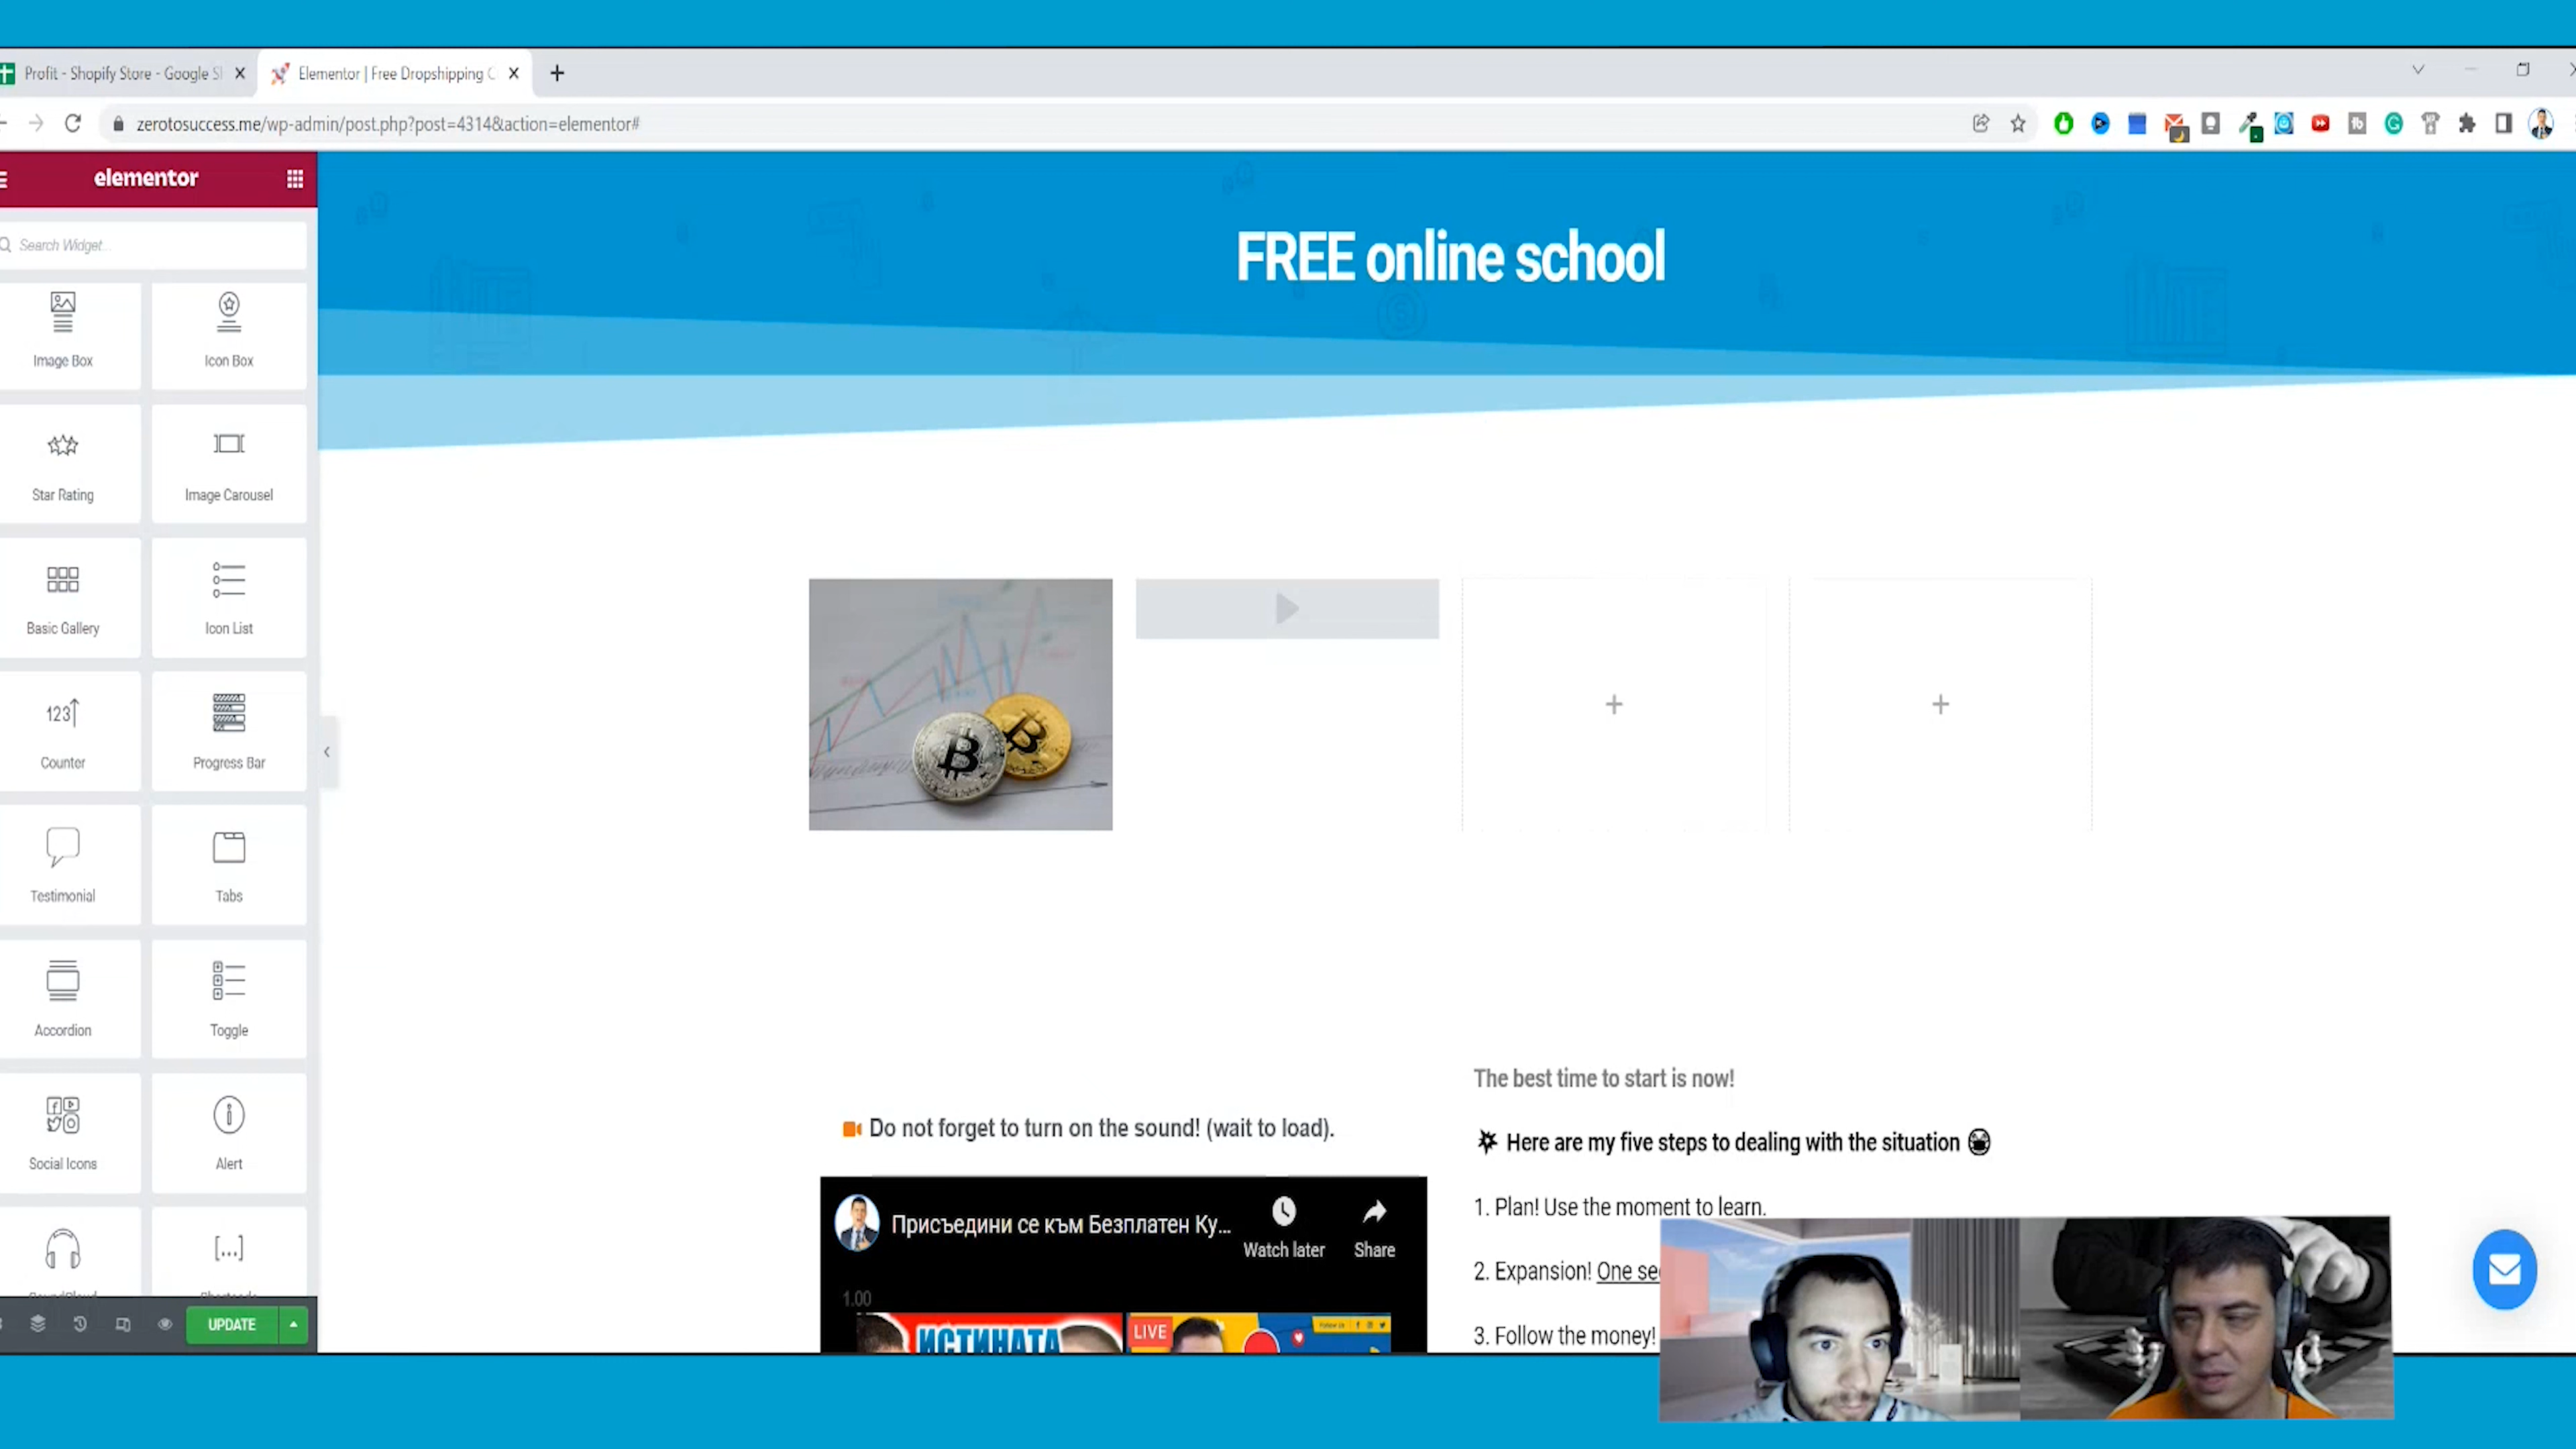 Profit - Shopify Store - Google S
Elementor | Free Dropshipping C
zerotosuccess.me/wp-admin/post.php?post=4314&action=elementor#
elementor
Search Widget...
Image Box
Icon Box
Star Rating
Image Carousel
Basic Gallery
Icon List
123
Counter
Progress Bar
Testimonial
Tabs
Accordion
Toggle
Social Icons
Alert
[...]
UPDATE
FREE online school
Do not forget to turn on the sound! (wait to load).
Присъедини се към Безплатен Ку...
Watch later
Share
1.00
ИСТИНАТА
LIVE
The best time to start is now!
Here are my five steps to dealing with the situation
1. Plan! Use the moment to learn.
2. Expansion! One se
3. Follow the money!